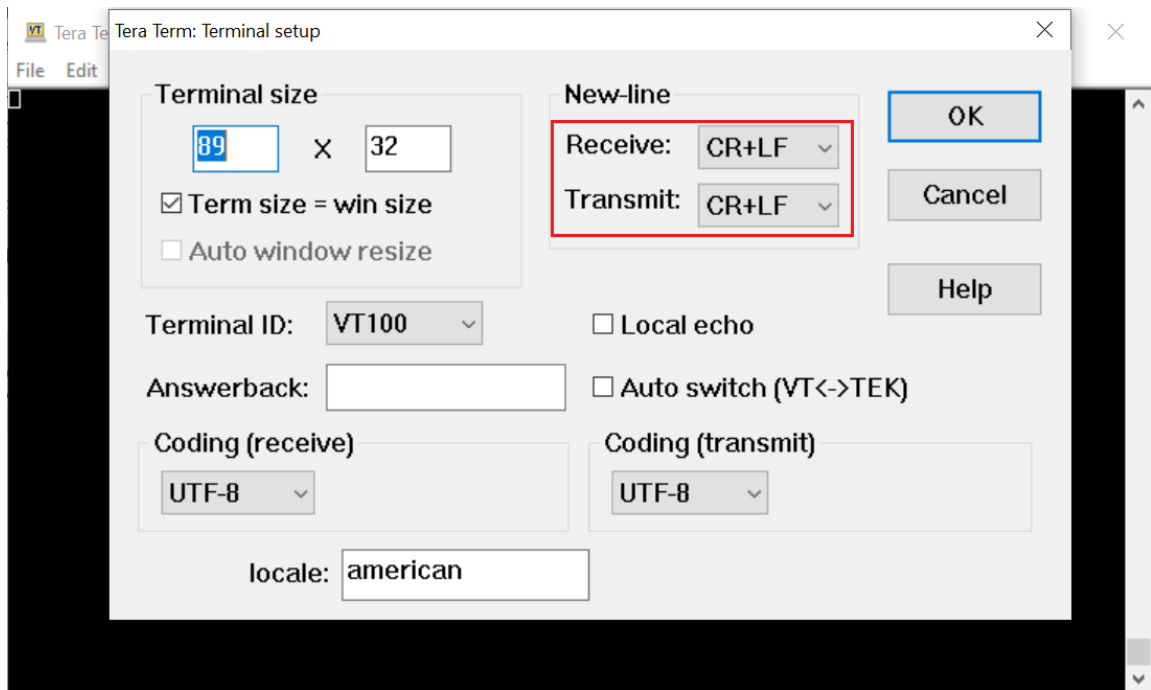 VT Tera Te
File Edit
Tera Term: Terminal setup
Terminal size
89 X 32
Term size = win size
Auto window resize
New-line
Receive: CR+LF
Transmit: CR+LF
OK
Cancel
Help
Terminal ID: VT100
Local echo
Answerback:
Auto switch (VT<->TEK)
Coding (receive)
UTF-8
Coding (transmit)
UTF-8
locale: american